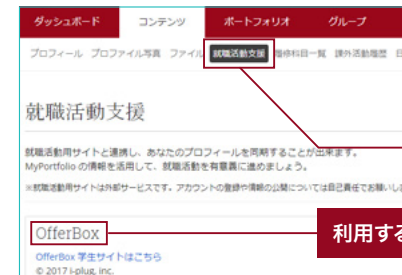 ダッシュボード コンテンツ ポートフォリオ グループ
プロフィール プロファイル写真 ファイル 就職活動支援 履修科目一覧 課外活動履歴
就職活動支援
就職活動用サイトと連携し、あなたのプロフィールを同期することが出来ます。
MyPortfolio の情報を活用して、就職活動を有意義に進めましょう。
※就職活動用サイトは外部サービスです。アカウントの登録や情報の公開については自己責任でお願いし
OfferBox
利用する
OfferBox 学生サイトはこちら
© 2017 i-plug, inc.